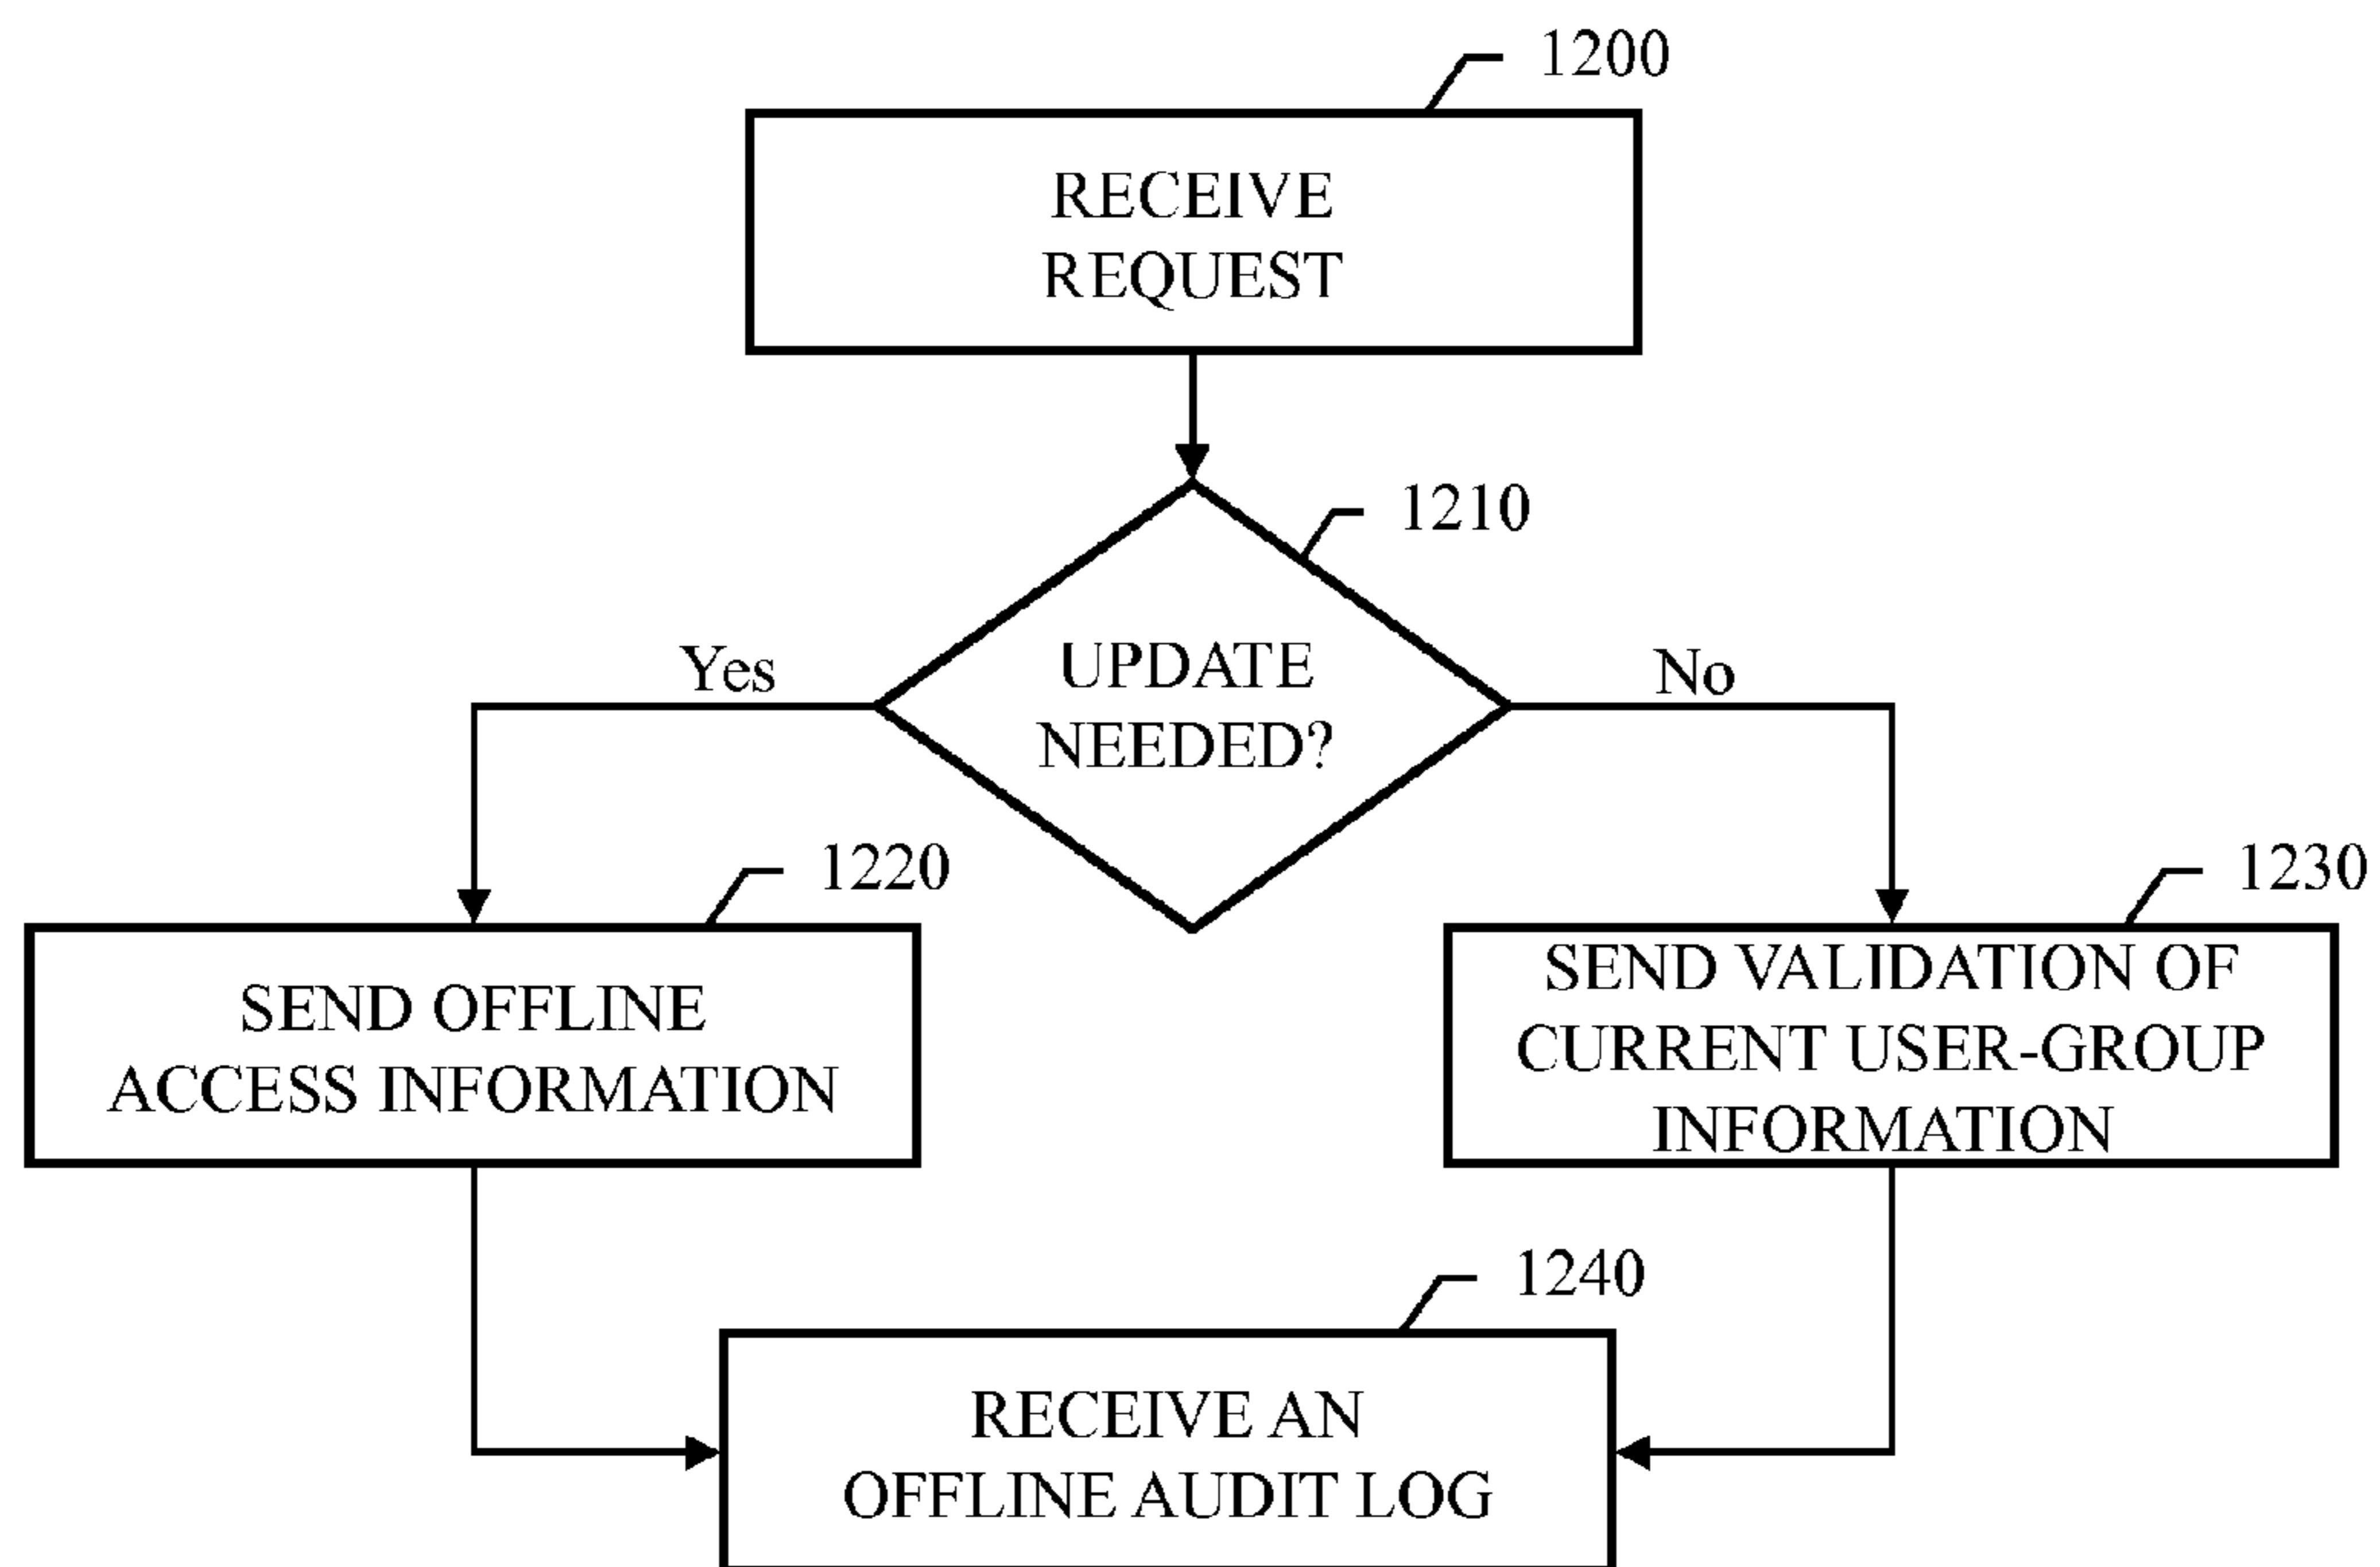 1200
RECEIVE
REQUEST
1210
UPDATE
NEEDED?
Yes
No
1220
SEND OFFLINE
ACCESS INFORMATION
1230
SEND VALIDATION OF
CURRENT USER-GROUP
INFORMATION
1240
RECEIVE AN
OFFLINE AUDIT LOG